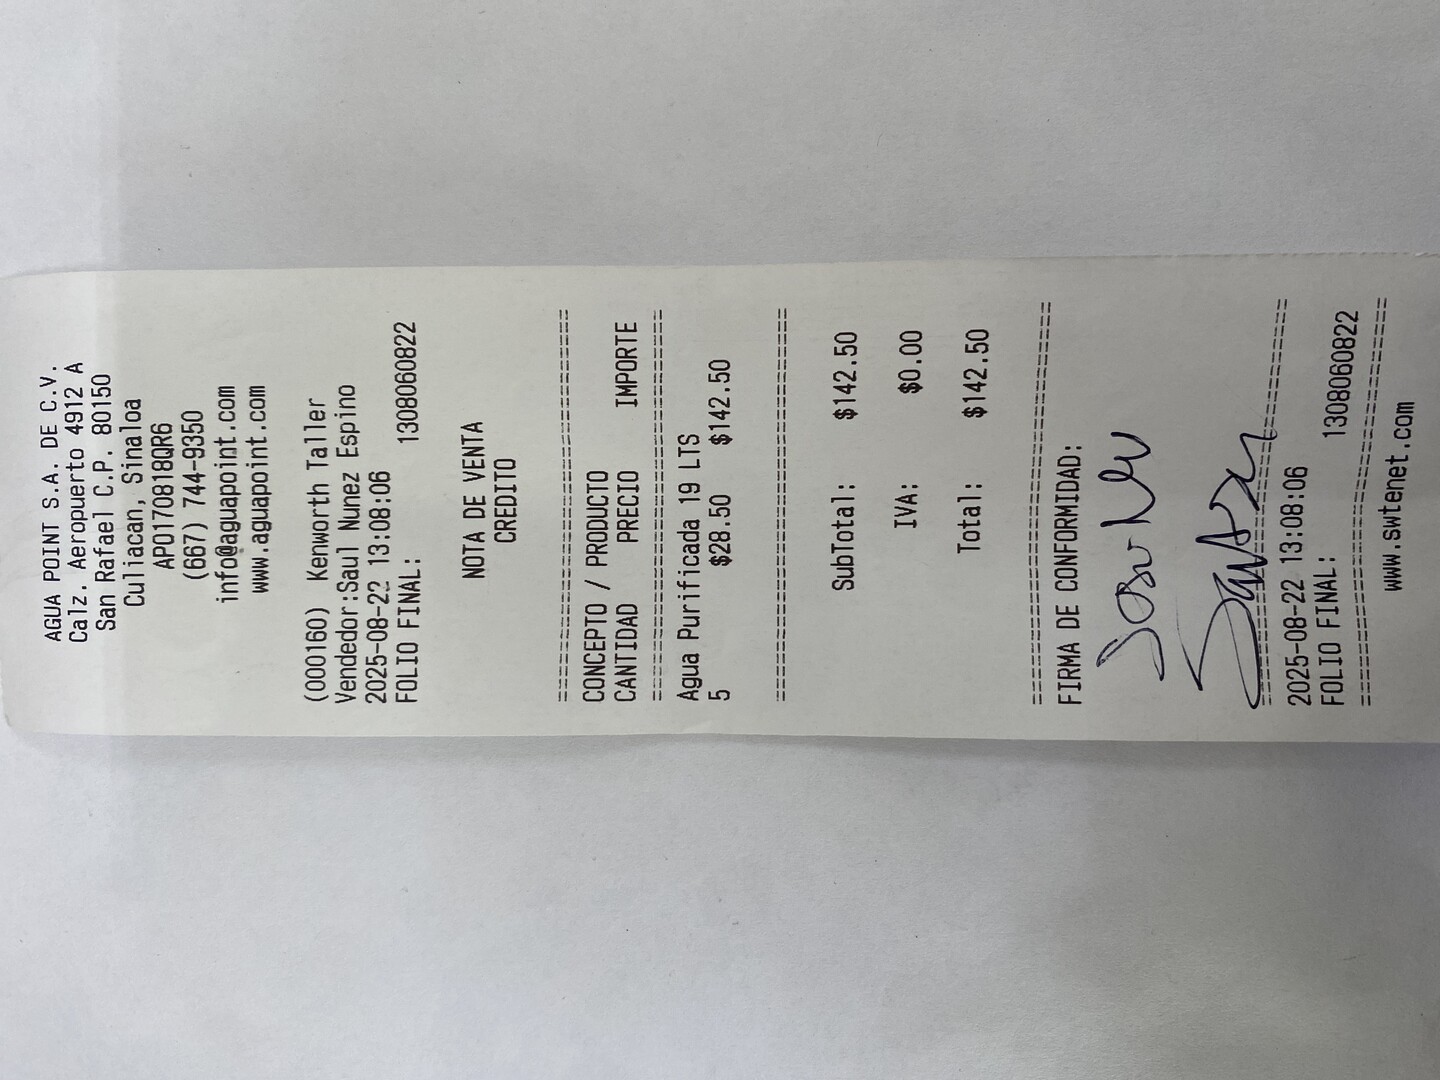 AGUA POINT S.A. DE C.V.
Calz. Aeropuerto 4912 A
San Rafael C.P. 80150
Culiacan, Sinaloa
APO170818QR6
(667) 744-9350
info@aguapoint.com
www.aguapoint.com
(000160) Kenworth Taller
Vendedor:Saul Nunez Espino
2025-08-22 13:08:06
FOLIO FINAL: 1308060822
NOTA DE VENTA
CREDITO
================================
CONCEPTO / PRODUCTO
CANTIDAD PRECIO IMPORTE
================================
Agua Purificada 19 LTS
5 $28.50 $142.50
================================
SubTotal: $142.50
IVA: $0.00
Total: $142.50
================================
FIRMA DE CONFORMIDAD:
================================
2025-08-22 13:08:06
FOLIO FINAL: 1308060822
================================
www.swtenet.com